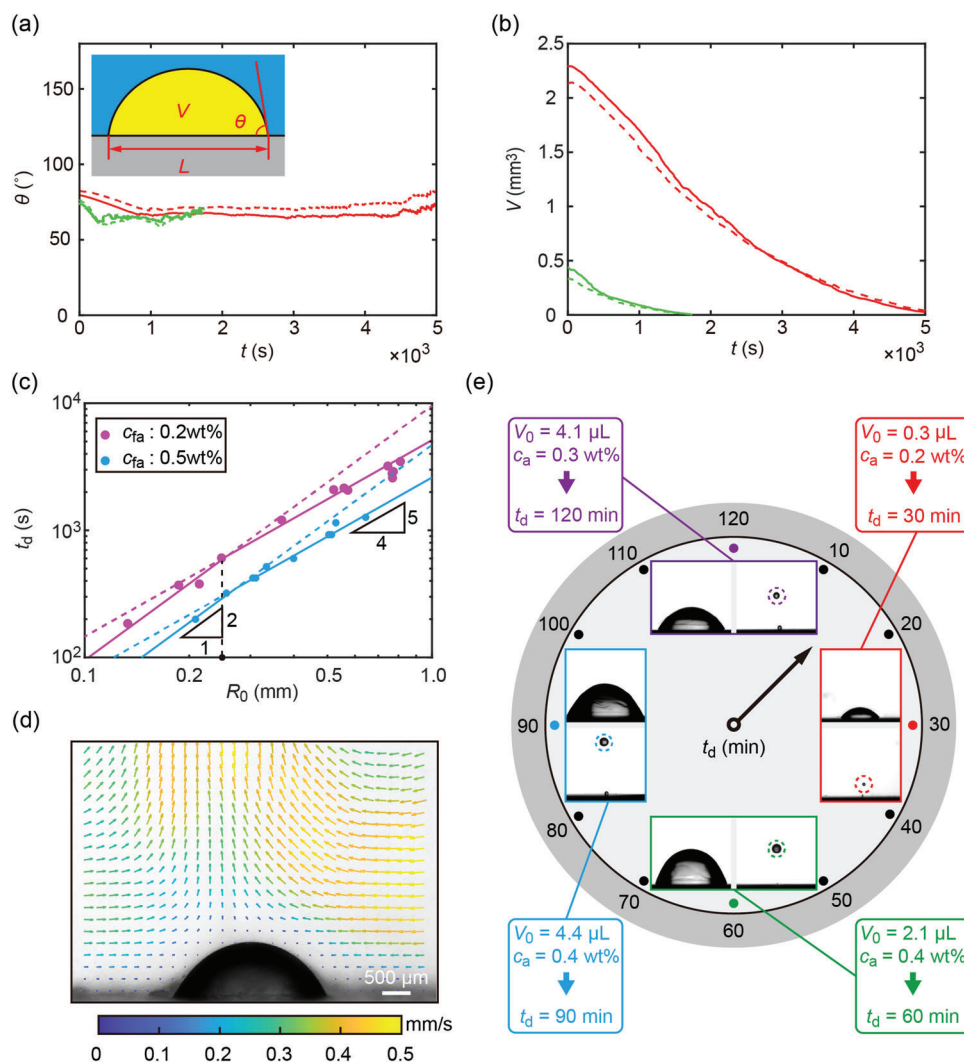 (a)
150
100
50
0
θ (°)
V
θ
L
0
1
2
3
4
5
t (s)
×10³
(b)
2.5
2
1.5
1
0.5
0
V (mm³)
0
1
2
3
4
5
t (s)
×10³
(c)
10⁴
10³
10²
t_d (s)
c_fa : 0.2wt%
c_fa : 0.5wt%
5
4
2
1
0.1
0.2
0.4
1.0
R₀ (mm)
(d)
500 μm
mm/s
0
0.1
0.2
0.3
0.4
0.5
(e)
V₀ = 4.1 μL
c_a = 0.3 wt%
t_d = 120 min
V₀ = 0.3 μL
c_a = 0.2 wt%
t_d = 30 min
120
10
20
30
40
50
60
70
80
90
100
110
t_d (min)
V₀ = 4.4 μL
c_a = 0.4 wt%
t_d = 90 min
V₀ = 2.1 μL
c_a = 0.4 wt%
t_d = 60 min